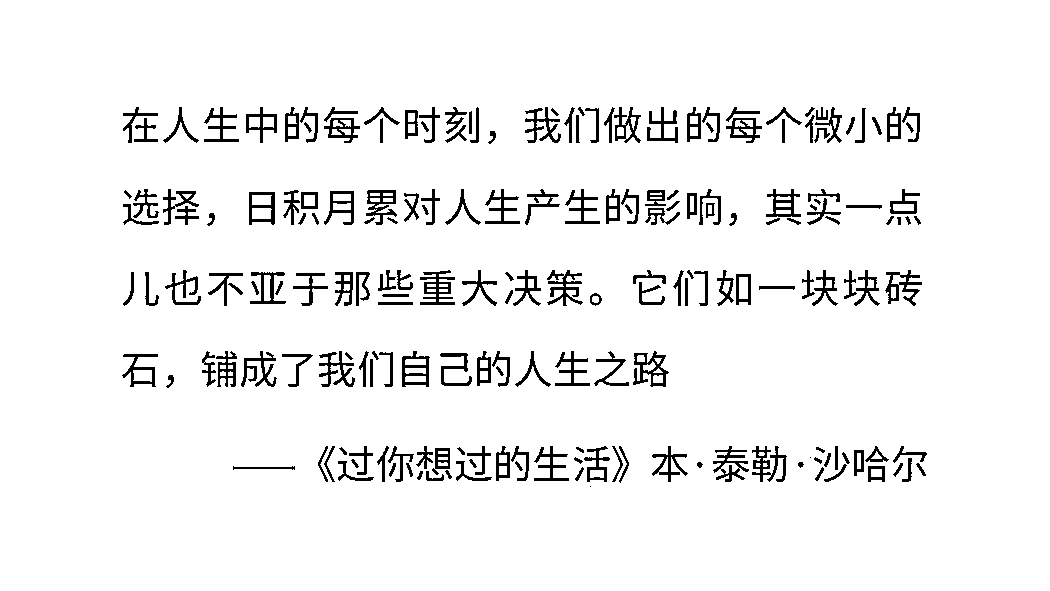 在人生中的每个时刻，我们做出的每个微小的
选择，日积月累对人生产生的影响，其实一点
儿也不亚于那些重大决策。它们如一块块砖
石，铺成了我们自己的人生之路
——《过你想过的生活》本·泰勒·沙哈尔